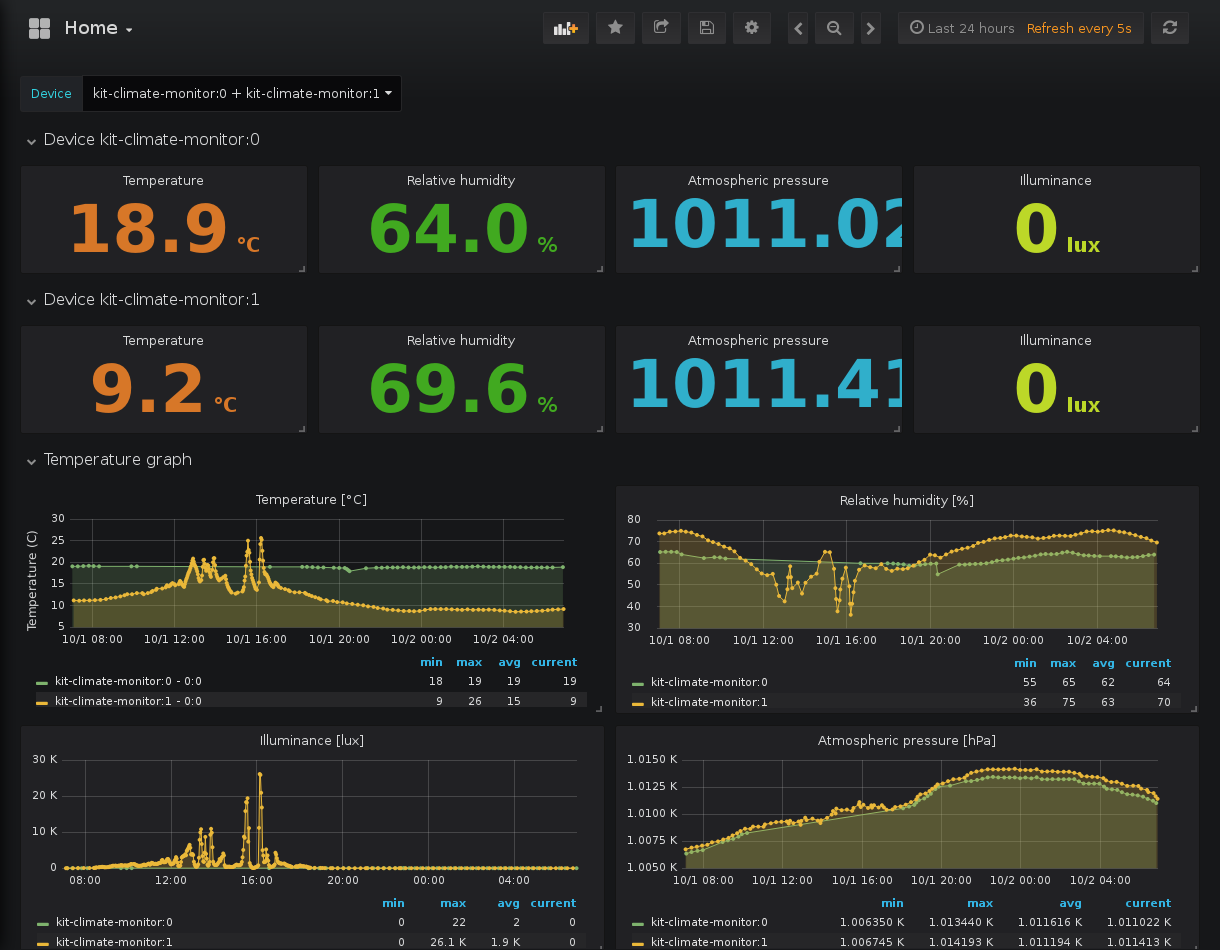 Home
Last 24 hours Refresh every 5s
Device kit-climate-monitor:0 + kit-climate-monitor:1
Device kit-climate-monitor:0
Temperature Relative humidity Atmospheric pressure Illuminance
18.9 °C 64.0 % 1011.02 0 lux
Device kit-climate-monitor:1
Temperature Relative humidity Atmospheric pressure Illuminance
9.2 °C 69.6 % 1011.41 0 lux
Temperature graph
Temperature [°C]
Temperature (C)
30
25
20
15
10
5
10/1 08:00 10/1 12:00 10/1 16:00 10/1 20:00 10/2 00:00 10/2 04:00
min max avg current
kit-climate-monitor:0 - 0:0 18 19 19 19
kit-climate-monitor:1 - 0:0 9 26 15 9
Relative humidity [%]
80
70
60
50
40
30
10/1 08:00 10/1 12:00 10/1 16:00 10/1 20:00 10/2 00:00 10/2 04:00
min max avg current
kit-climate-monitor:0 55 65 62 64
kit-climate-monitor:1 36 75 63 70
Illuminance [lux]
30 K
20 K
10 K
0
08:00 12:00 16:00 20:00 00:00 04:00
min max avg current
kit-climate-monitor:0 0 22 2 0
kit-climate-monitor:1 0 26.1 K 1.9 K 0
Atmospheric pressure [hPa]
1.0150 K
1.0125 K
1.0100 K
1.0075 K
1.0050 K
10/1 08:00 10/1 12:00 10/1 16:00 10/1 20:00 10/2 00:00 10/2 04:00
min max avg current
kit-climate-monitor:0 1.006350 K 1.013440 K 1.011616 K 1.011022 K
kit-climate-monitor:1 1.006745 K 1.014193 K 1.011194 K 1.011413 K